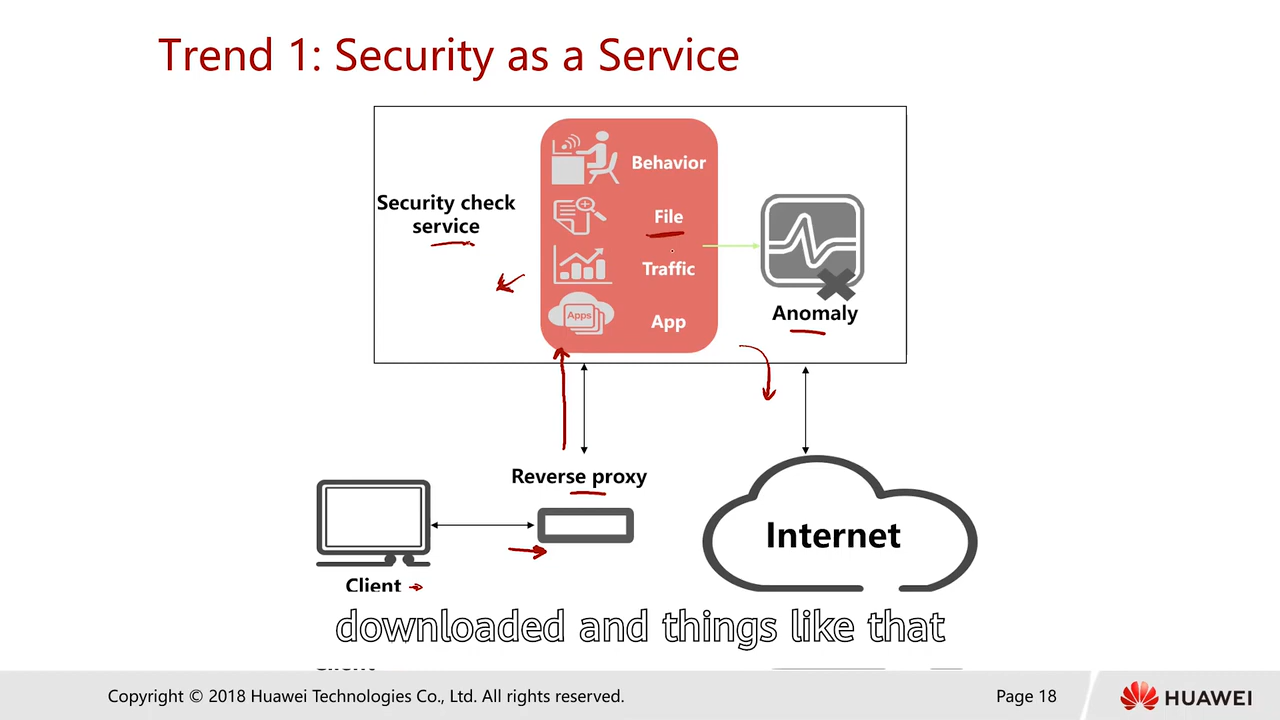 Trend 1: Security as a Service
Security check
service
Behavior
File
Traffic
App
Apps
Anomaly
Reverse proxy
Internet
Client
downloaded and things like that
Copyright © 2018 Huawei Technologies Co., Ltd. All rights reserved.
Page 18
HUAWEI